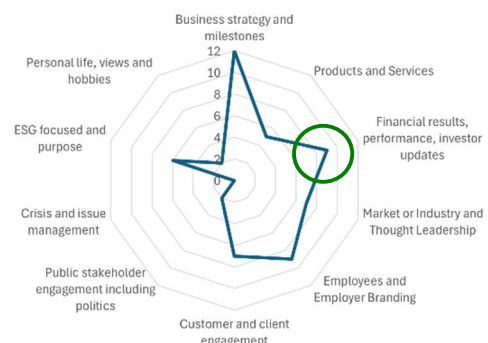 Business strategy and
milestones
Products and Services
Financial results,
performance, investor
updates
Market or Industry and
Thought Leadership
Employees and
Employer Branding
Customer and client
engagement
Public stakeholder
engagement including
politics
Crisis and issue
management
ESG focused and
purpose
Personal life, views and
hobbies
12
10
8
6
4
2
0